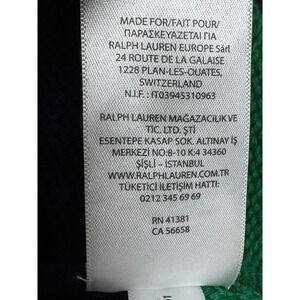 MADE FOR/FAIT POUR/
ΠΑΡΑΣΚΕΥΑΖΕΤΑΙ ΓΙΑ
RALPH LAUREN EUROPE Sàrl
24 ROUTE DE LA GALAISE
1228 PLAN-LES-OUATES,
SWITZERLAND
N.I.F. : IT03945310963
RALPH LAUREN MAĞAZACILIK VE
TİC. LTD. ŞTİ
ESENTEPE KASAP SOK. ALTINAY İŞ
MERKEZİ NO:8-10 K:4 34360
ŞİŞLİ – İSTANBUL
WWW.RALPHLAUREN.COM.TR
TÜKETİCİ İLETİŞİM HATTI:
0212 345 69 69
RN 41381
CA 56658